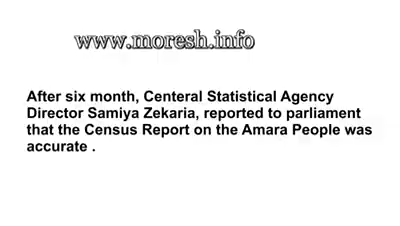 www.moresh.info
After six month, Centeral Statistical Agency
Director Samiya Zekaria, reported to parliament
that the Census Report on the Amara People was
accurate .